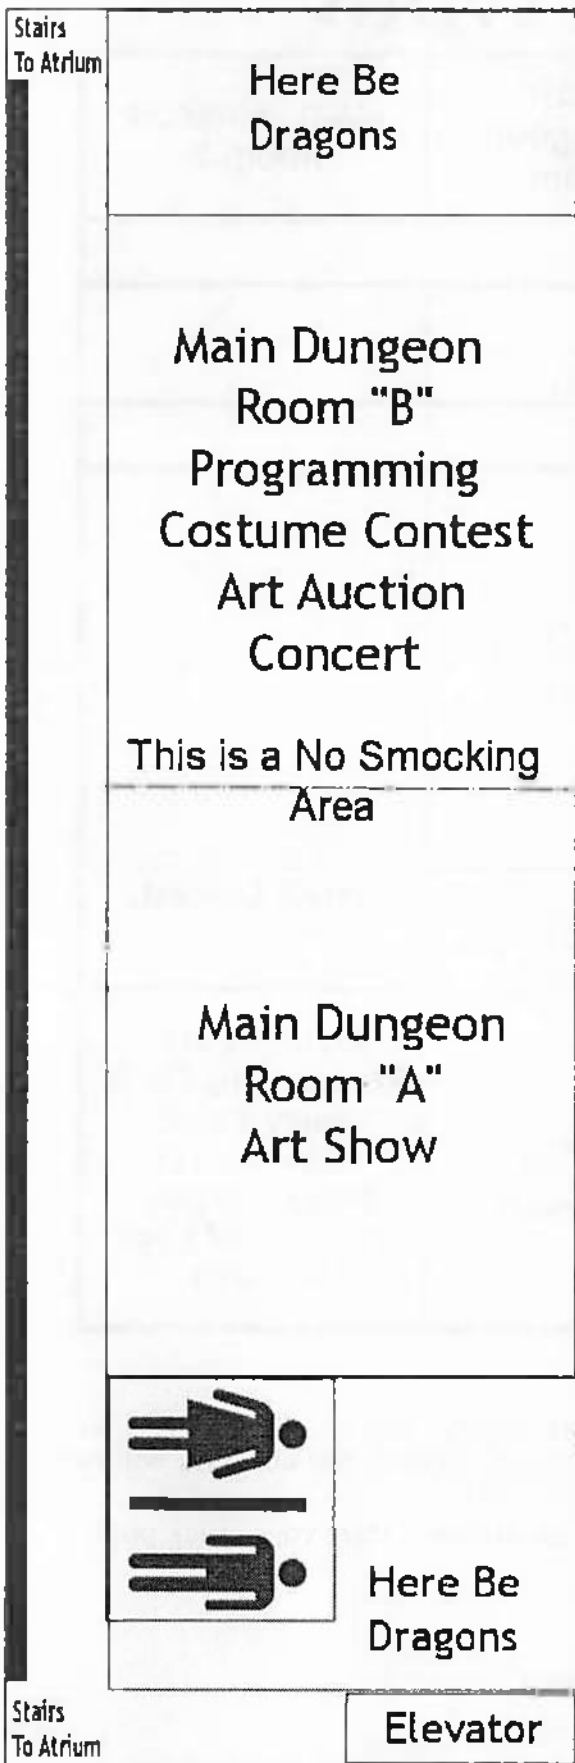 Stairs
To Atrium
Here Be
Dragons
Main Dungeon
Room "B"
Programming
Costume Contest
Art Auction
Concert
This is a No Smocking
Area
Main Dungeon
Room "A"
Art Show
Here Be
Dragons
Stairs
To Atrium
Elevator